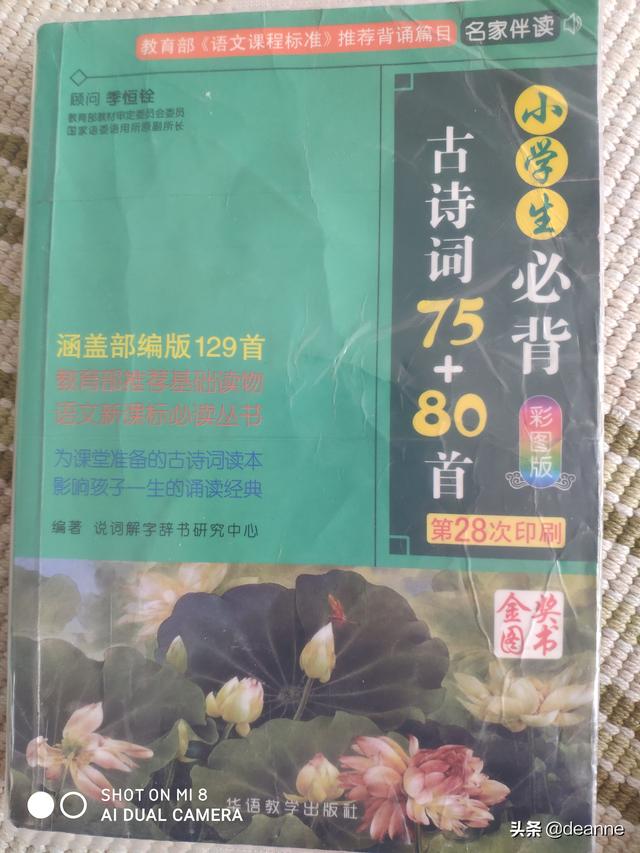 教育部《语文课程标准》推荐背诵篇目
名家伴读
顾问 季恒铨
教育部教材审定委员会委员
国家语委语用所原副所长
小学生必背
古诗词75+80首
彩图版
第28次印刷
涵盖部编版129首
教育部推荐基础读物
语文新课标必读丛书
为课堂准备的古诗词读本
影响孩子一生的诵读经典
编著 说词解字辞书研究中心
金奖
图书
华语教学出版社
SHOT ON MI 8
AI DUAL CAMERA
头条 @deanne